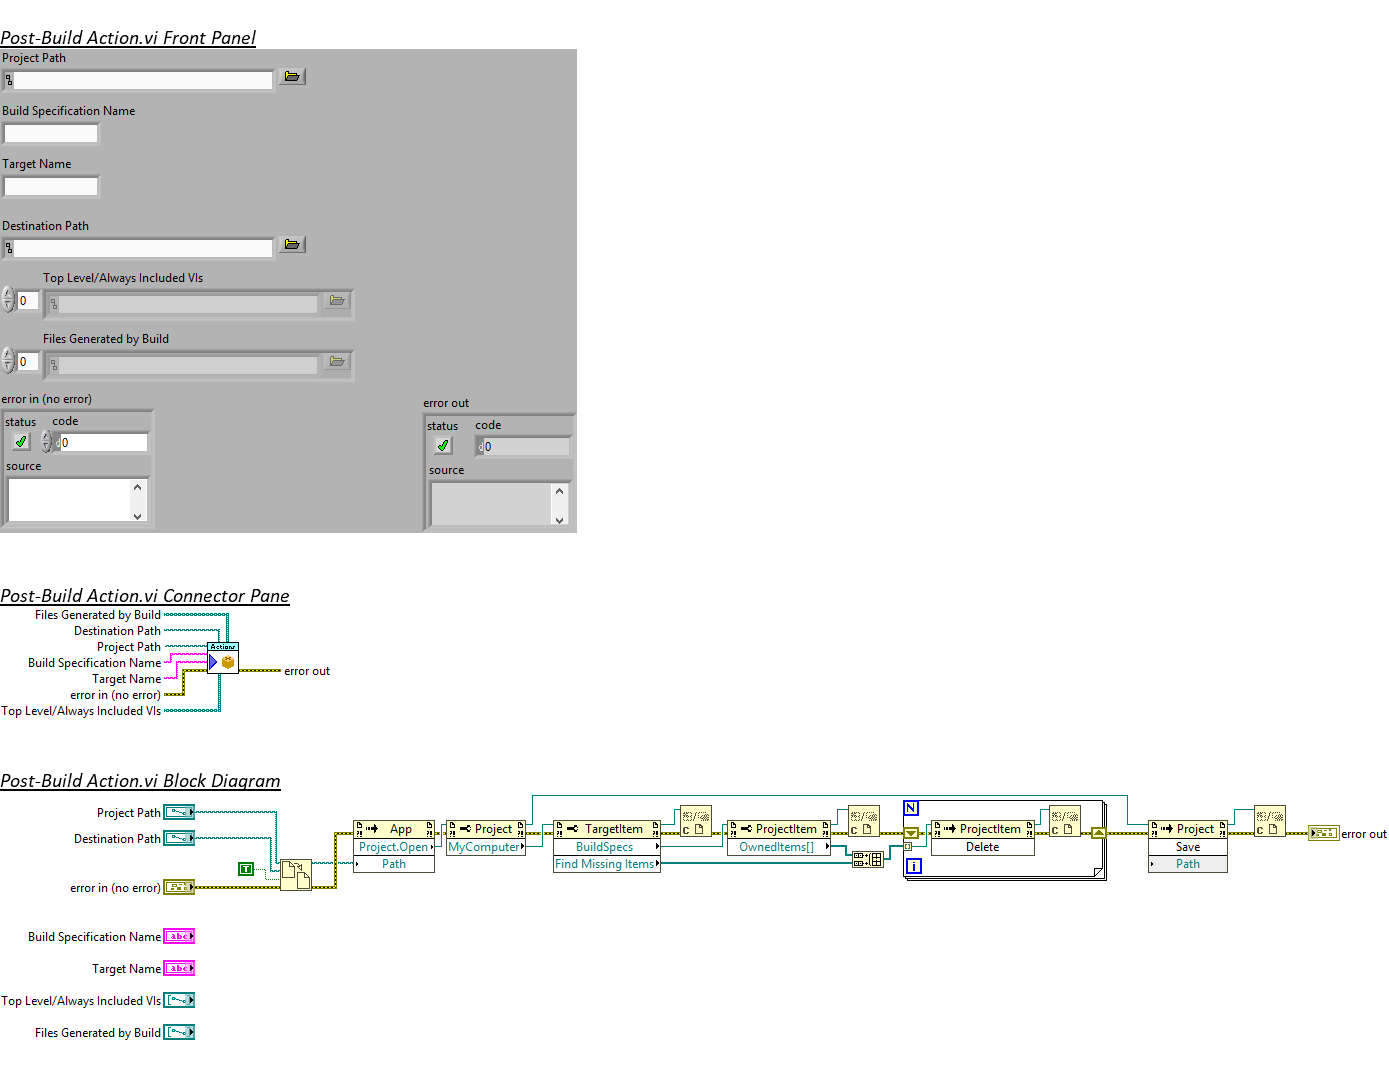 Post-Build Action.vi Front Panel
Project Path
Build Specification Name
Target Name
Destination Path
Top Level/Always Included VIs
0
Files Generated by Build
0
error in (no error)
error out
status code
0
status code
0
source
source
Post-Build Action.vi Connector Pane
Files Generated by Build
Destination Path
Project Path
Actions
Build Specification Name
error out
Target Name
error in (no error)
Top Level/Always Included VIs
Post-Build Action.vi Block Diagram
Project Path
Destination Path
T
error in (no error)
App
Project.Open
Path
Project
MyComputer
TargetItem
BuildSpecs
Find Missing Items
C
ProjectItem
OwnedItems[]
C
N
i
ProjectItem
Delete
C
Project
Save
Path
C
error out
Build Specification Name
abc
Target Name
abc
Top Level/Always Included VIs
Files Generated by Build